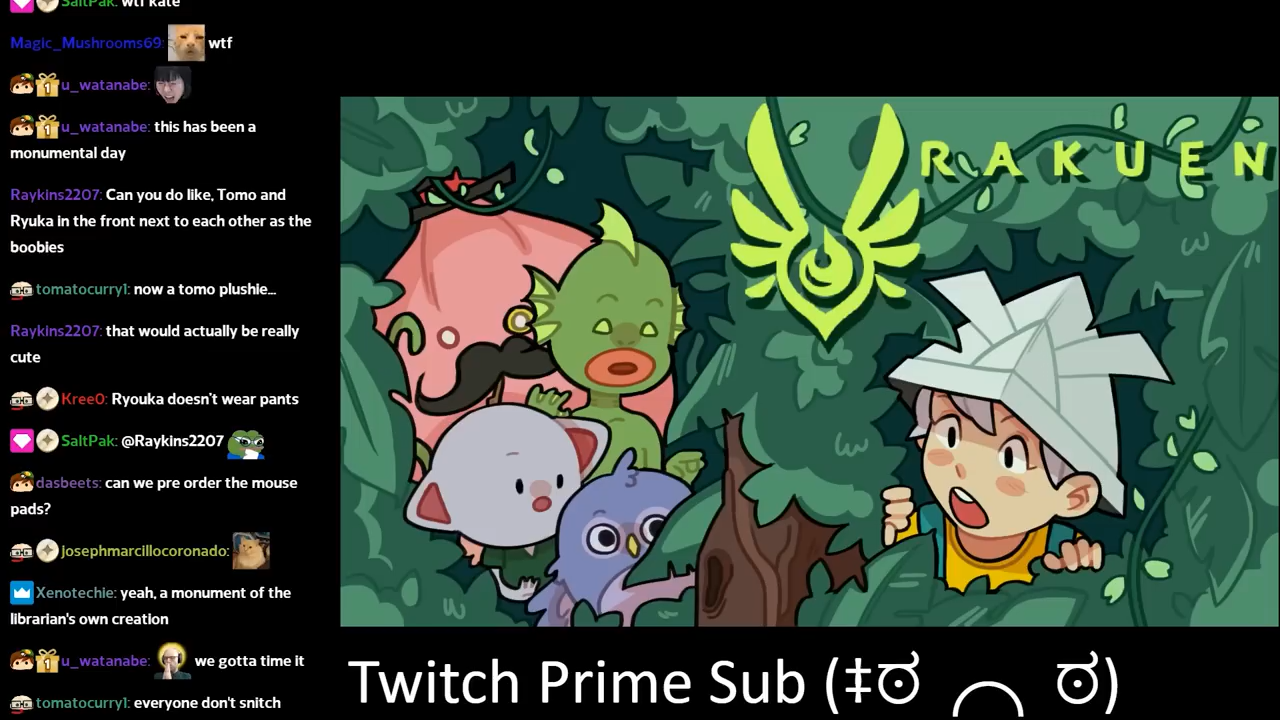 SaltPak: wtf kate
Magic_Mushrooms69: wtf
u_watanabe:
u_watanabe: this has been a
monumental day
Raykins2207: Can you do like, Tomo and
Ryuka in the front next to each other as the
boobies
tomatocurry1: now a tomo plushie...
Raykins2207: that would actually be really
cute
Kree0: Ryouka doesn't wear pants
SaltPak: @Raykins2207
dasbeets: can we pre order the mouse
pads?
josephmarcillocoronado:
Xenotechie: yeah, a monument of the
librarian's own creation
1 u_watanabe: we gotta time it
tomatocurry1: everyone don't snitch
RAKUEN
Twitch Prime Sub (‡ಠ ╭╮ ಠ)